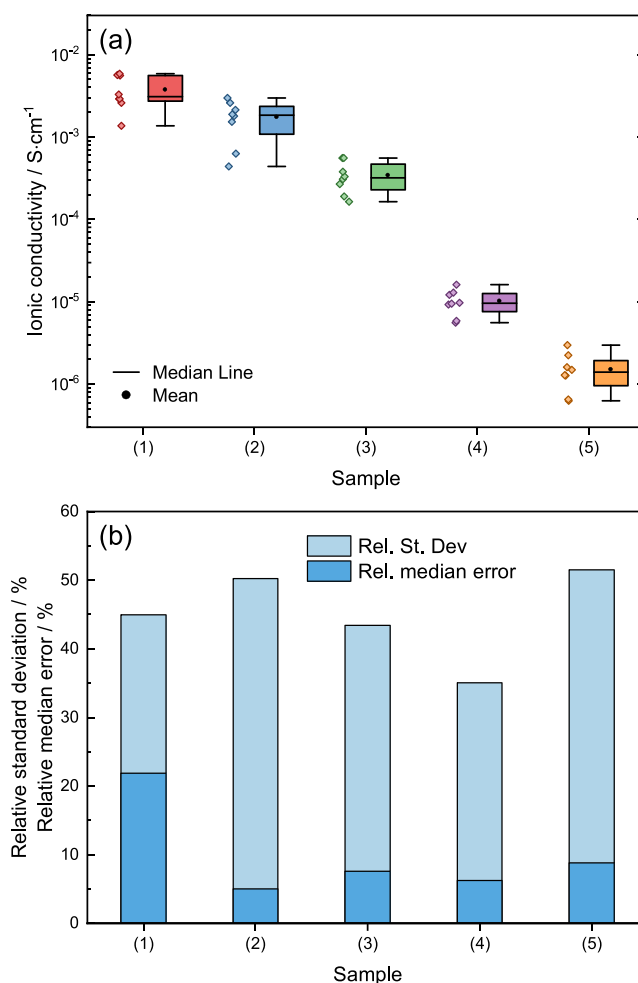 (a)
Ionic conductivity / S·cm⁻¹
10⁻²
10⁻³
10⁻⁴
10⁻⁵
10⁻⁶
Median Line
Mean
(1) (2) (3) (4) (5)
Sample
(b)
Relative standard deviation / %
Relative median error / %
60
50
40
30
20
10
0
Rel. St. Dev
Rel. median error
(1) (2) (3) (4) (5)
Sample